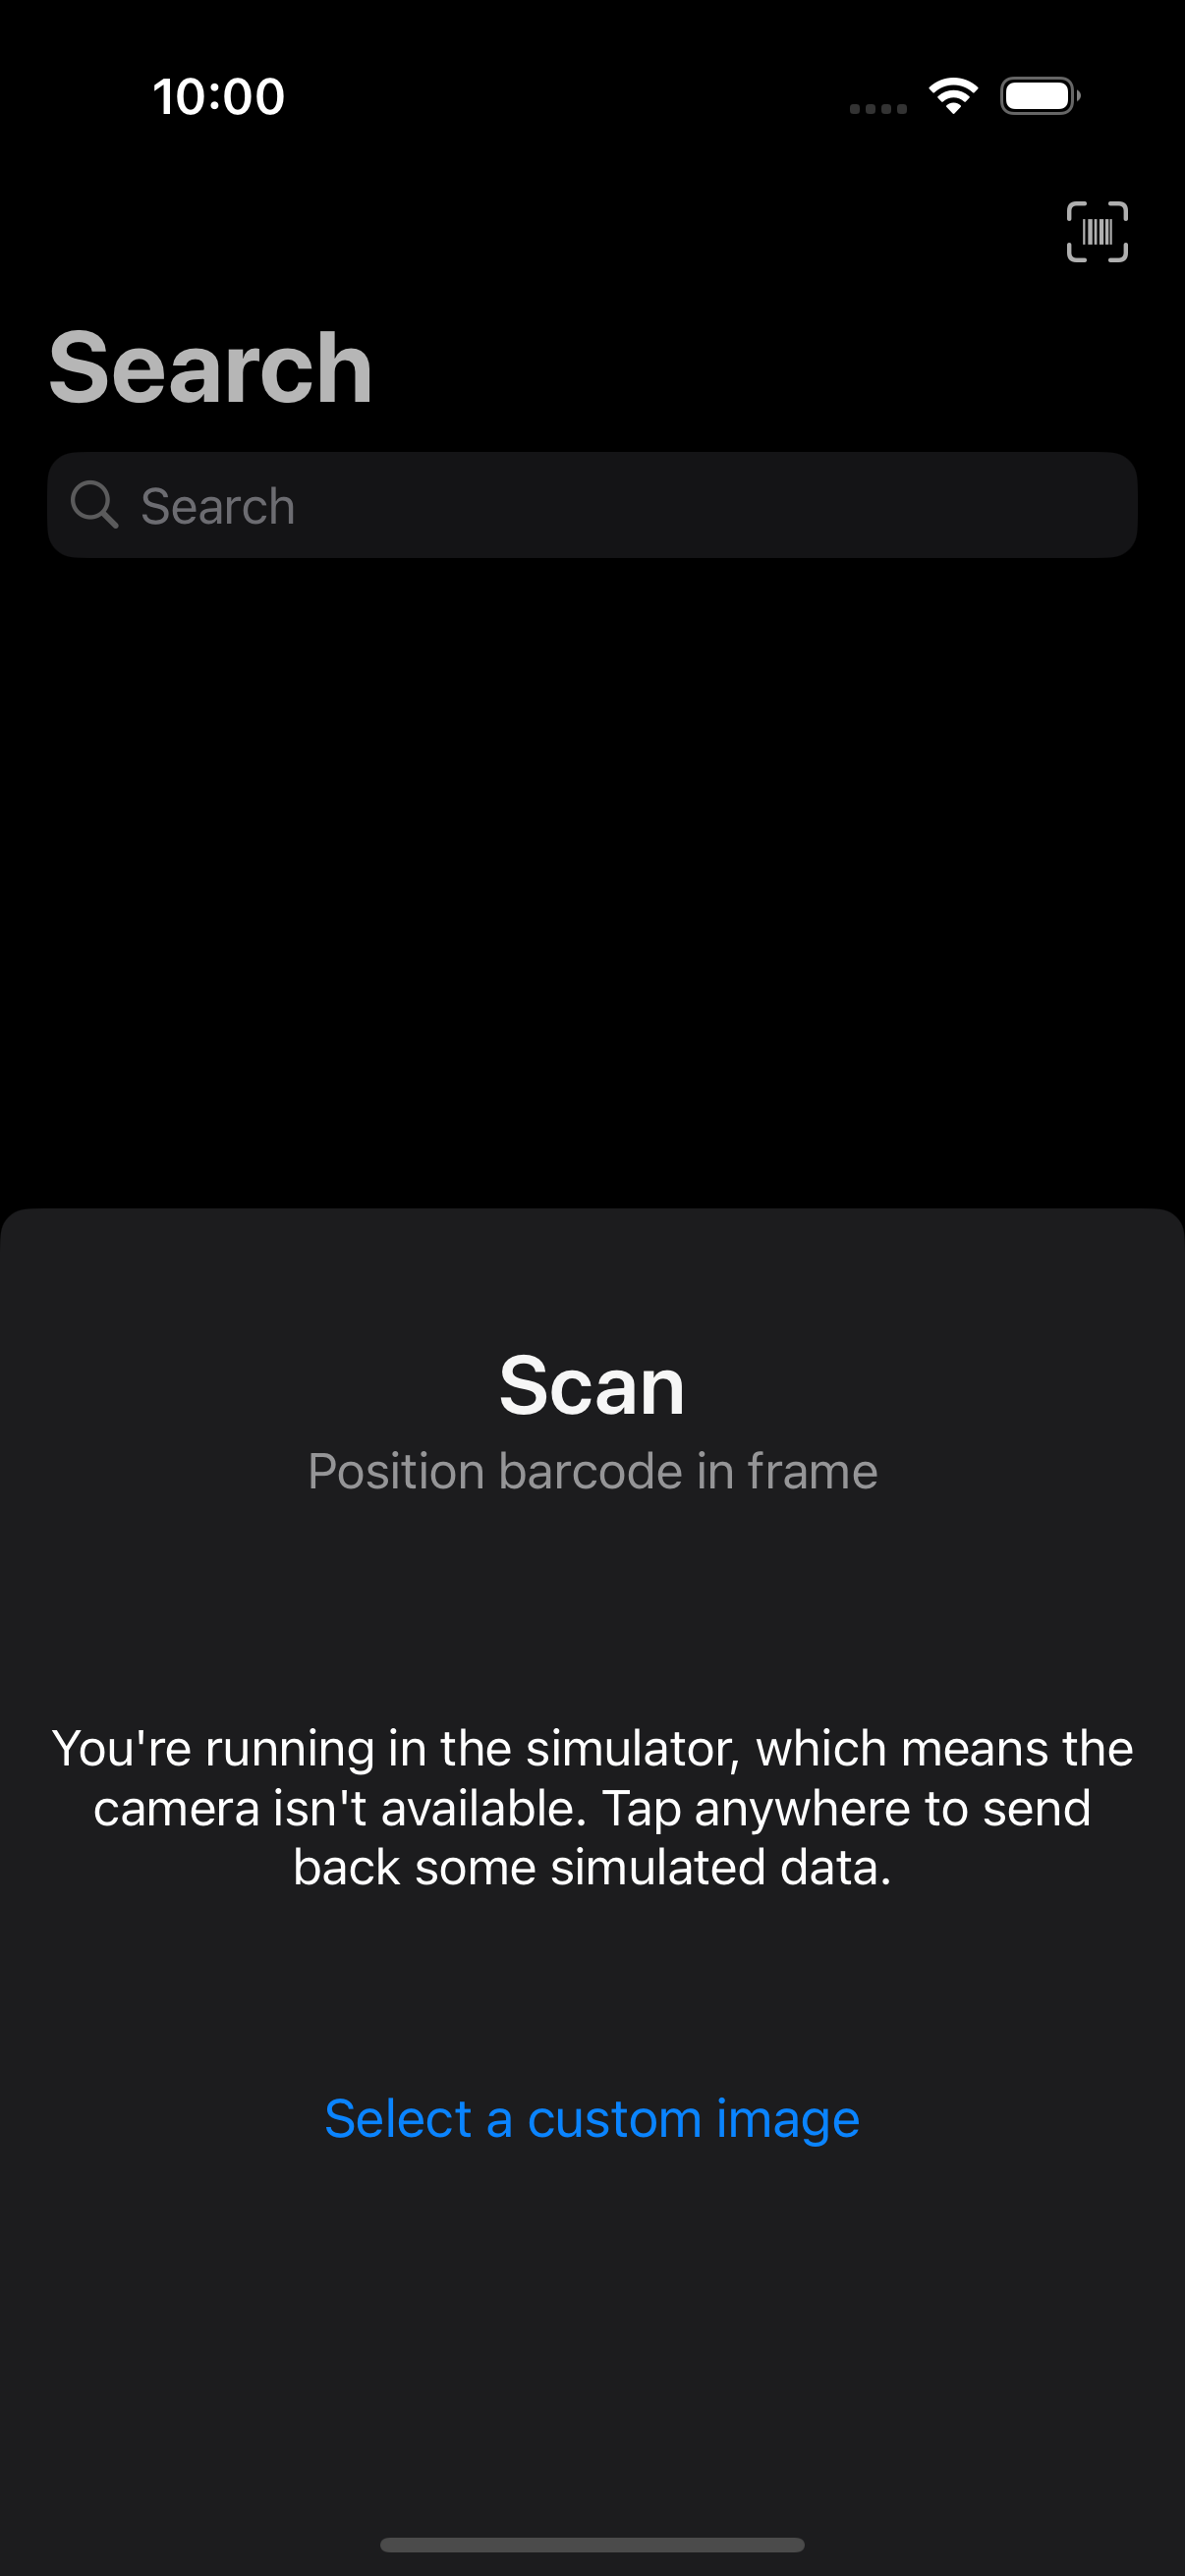 10:00
Search
Search
Scan
Position barcode in frame
You're running in the simulator, which means the
camera isn't available. Tap anywhere to send
back some simulated data.
Select a custom image